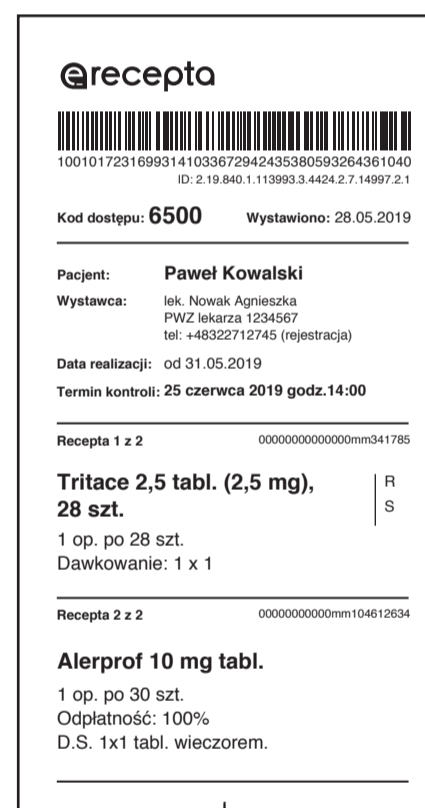 erecepta
10010172316993141033672942435380593264361040
ID: 2.19.840.1.113993.3.4424.2.7.14997.2.1
Kod dostępu: 6500 Wystawiono: 28.05.2019
Pacjent: Paweł Kowalski
Wystawca: lek. Nowak Agnieszka
PWZ lekarza 1234567
tel: +48322712745 (rejestracja)
Data realizacji: od 31.05.2019
Termin kontroli: 25 czerwca 2019 godz.14:00
Recepta 1 z 2 00000000000000mm341785
Tritace 2,5 tabl. (2,5 mg), R
28 szt. S
1 op. po 28 szt.
Dawkowanie: 1 x 1
Recepta 2 z 2 00000000000mm104612634
Alerprof 10 mg tabl.
1 op. po 30 szt.
Odpłatność: 100%
D.S. 1x1 tabl. wieczorem.